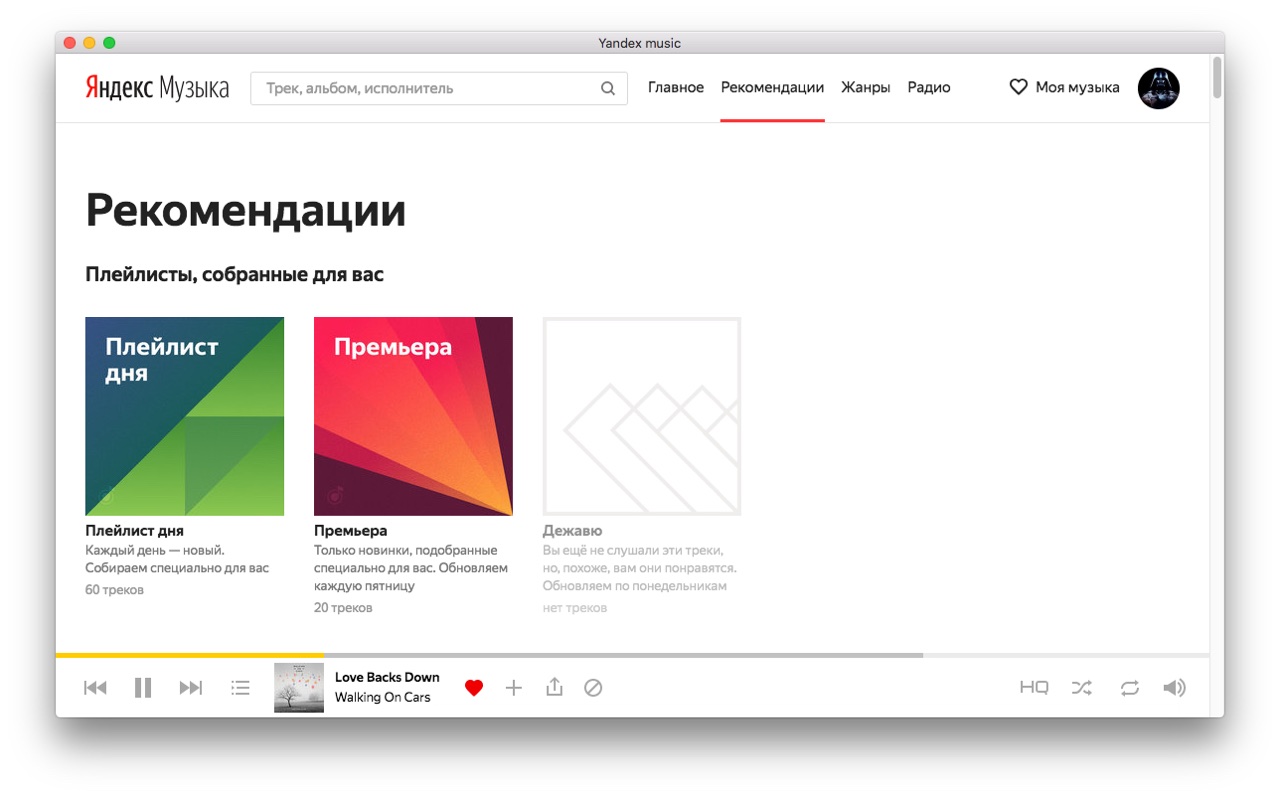 Yandex music
Яндекс Музыка
Трек, альбом, исполнитель
Главное
Рекомендации
Жанры
Радио
Моя музыка
Рекомендации
Плейлисты, собранные для вас
Плейлист
дня
Плейлист дня
Каждый день — новый.
Собираем специально для вас
60 треков
Премьера
Премьера
Только новинки, подобранные
специально для вас. Обновляем
каждую пятницу
20 треков
Дежавю
Вы ещё не слушали эти треки,
но, похоже, вам они понравятся.
Обновляем по понедельникам
нет треков
Love Backs Down
Walking On Cars
HQ